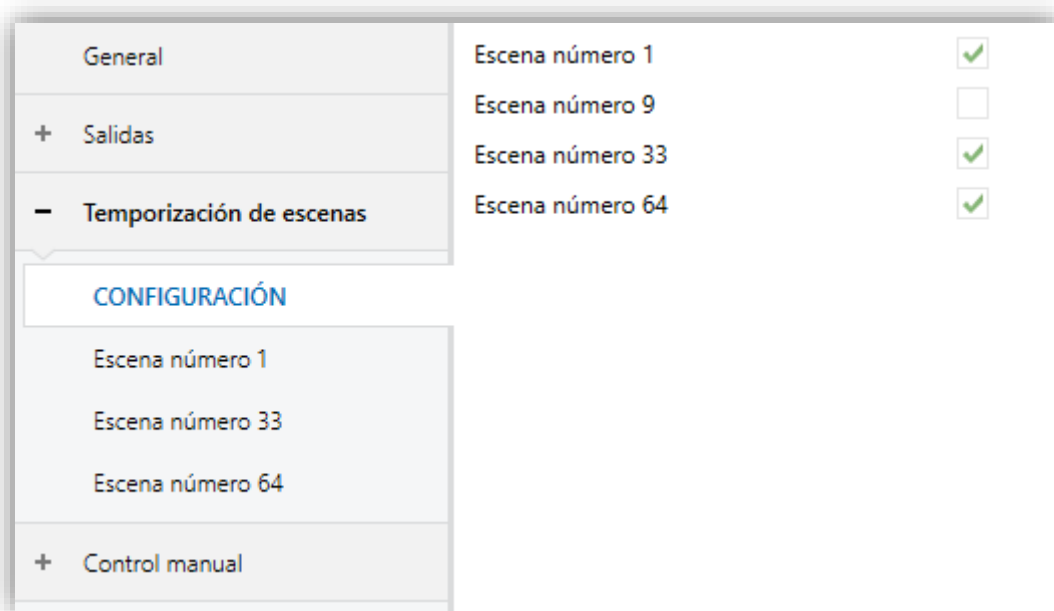 General
Salidas
Temporización de escenas
CONFIGURACIÓN
Escena número 1
Escena número 33
Escena número 64
Control manual
Escena número 1
Escena número 9
Escena número 33
Escena número 64